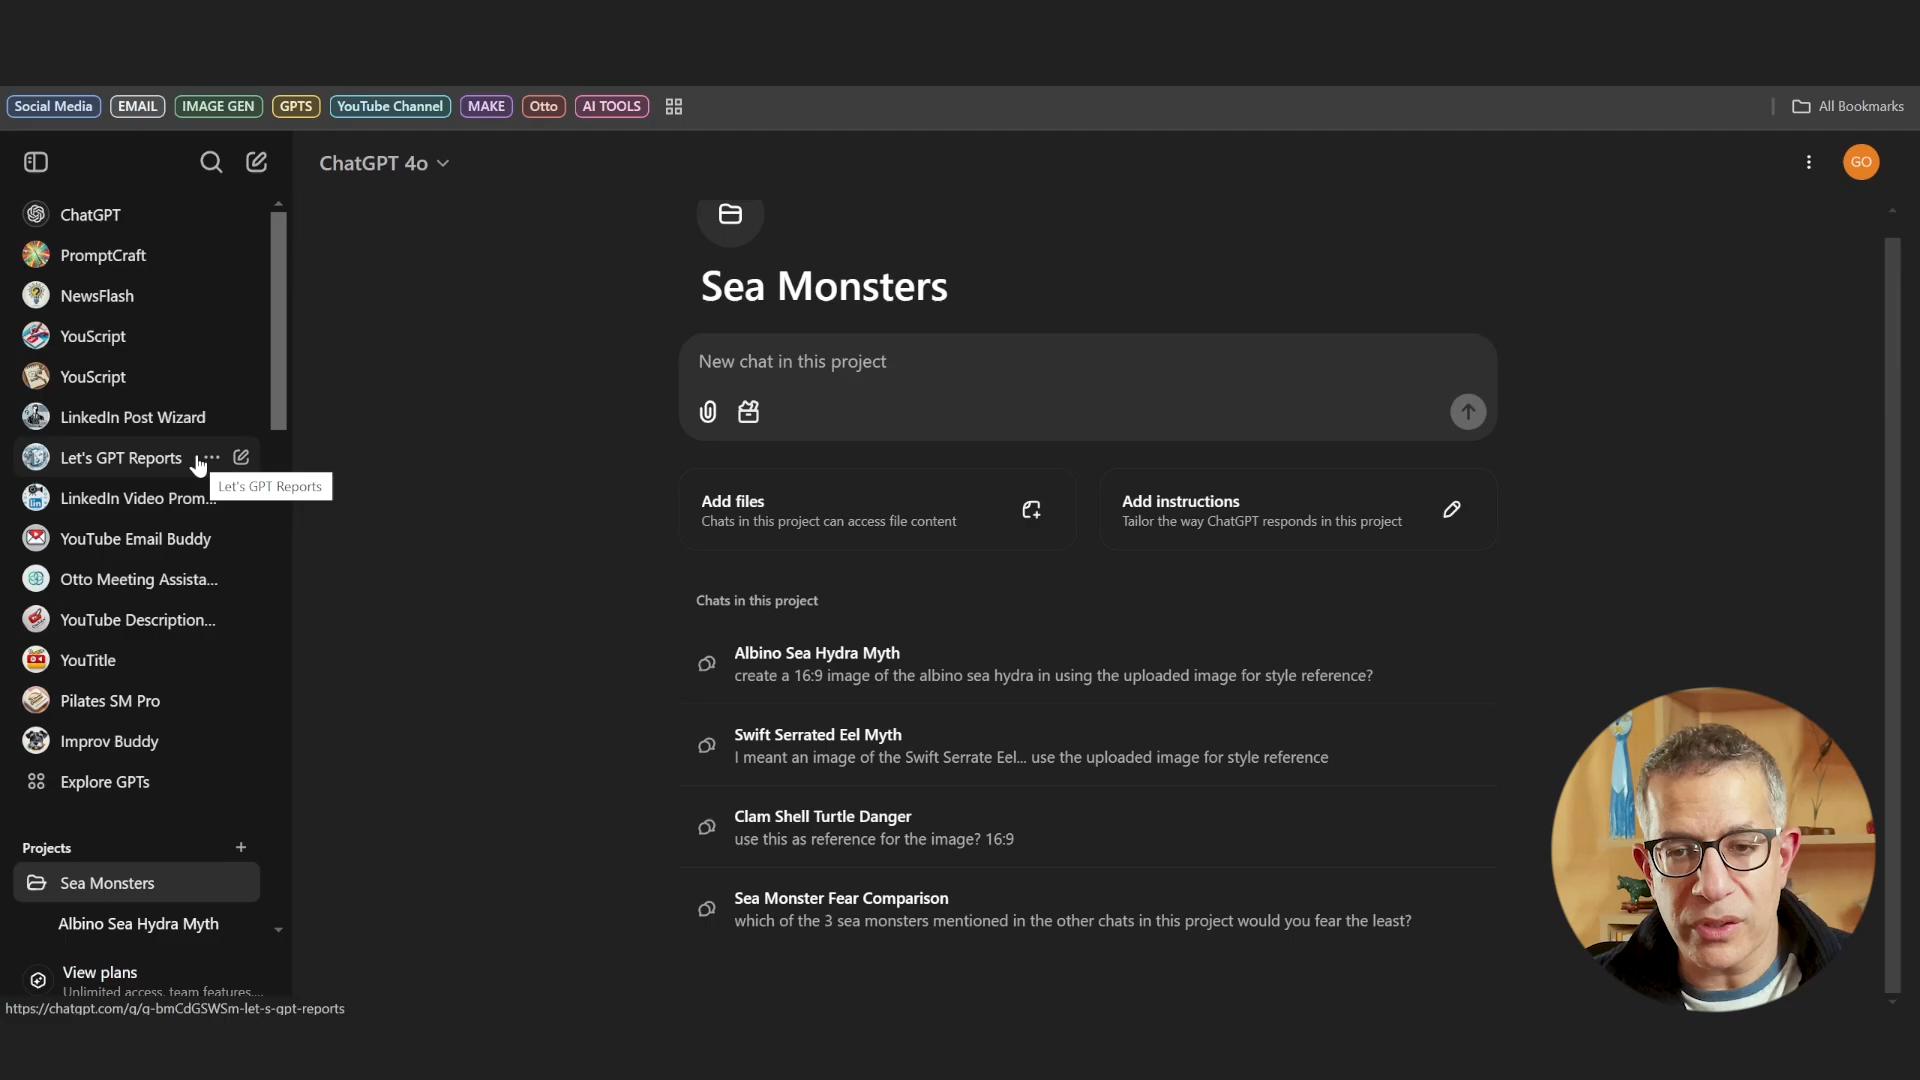 Social Media
EMAIL
IMAGE GEN
GPTS
YouTube Channel
MAKE
Otto
AI TOOLS
All Bookmarks
ChatGPT 4o
GO
ChatGPT
PromptCraft
NewsFlash
YouScript
YouScript
LinkedIn Post Wizard
Let's GPT Reports
Let's GPT Reports
LinkedIn Video Prom...
YouTube Email Buddy
Otto Meeting Assista...
YouTube Description...
YouTitle
Pilates SM Pro
Improv Buddy
Explore GPTs
Projects
Sea Monsters
Albino Sea Hydra Myth
View plans
Unlimited access, team features,...
https://chatgpt.com/g/g-bmCdGSWSm-let-s-gpt-reports
Sea Monsters
New chat in this project
Add files
Chats in this project can access file content
Add instructions
Tailor the way ChatGPT responds in this project
Chats in this project
Albino Sea Hydra Myth
create a 16:9 image of the albino sea hydra in using the uploaded image for style reference?
Swift Serrated Eel Myth
I meant an image of the Swift Serrate Eel... use the uploaded image for style reference
Clam Shell Turtle Danger
use this as reference for the image? 16:9
Sea Monster Fear Comparison
which of the 3 sea monsters mentioned in the other chats in this project would you fear the least?